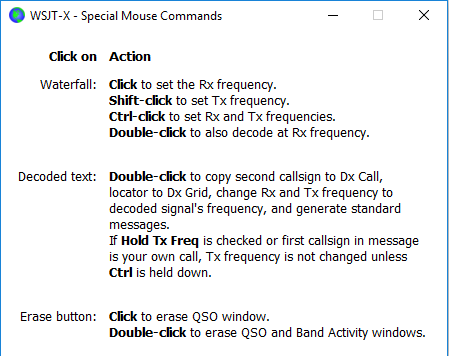 WSJT-X - Special Mouse Commands
Click on Action
Waterfall: Click to set the Rx frequency.
Shift-click to set Tx frequency.
Ctrl-click to set Rx and Tx frequencies.
Double-click to also decode at Rx frequency.
Decoded text: Double-click to copy second callsign to Dx Call,
locator to Dx Grid, change Rx and Tx frequency to
decoded signal's frequency, and generate standard
messages.
If Hold Tx Freq is checked or first callsign in message
is your own call, Tx frequency is not changed unless
Ctrl is held down.
Erase button: Click to erase QSO window.
Double-click to erase QSO and Band Activity windows.